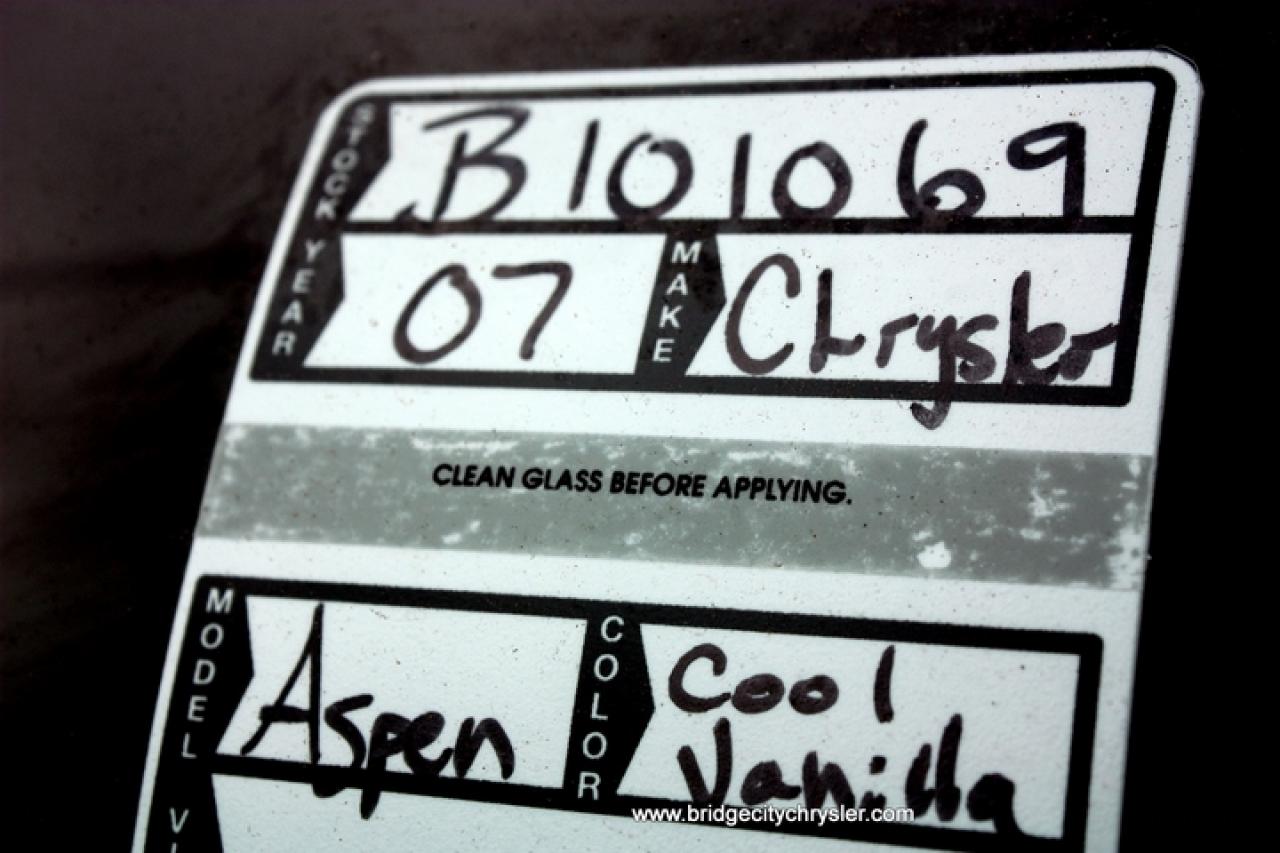 STOCK B101069
YEAR 07 MAKE Chrysler
CLEAN GLASS BEFORE APPLYING.
MODEL Aspen COLOR Cool
Vanilla
www.bridgecitychrysler.com